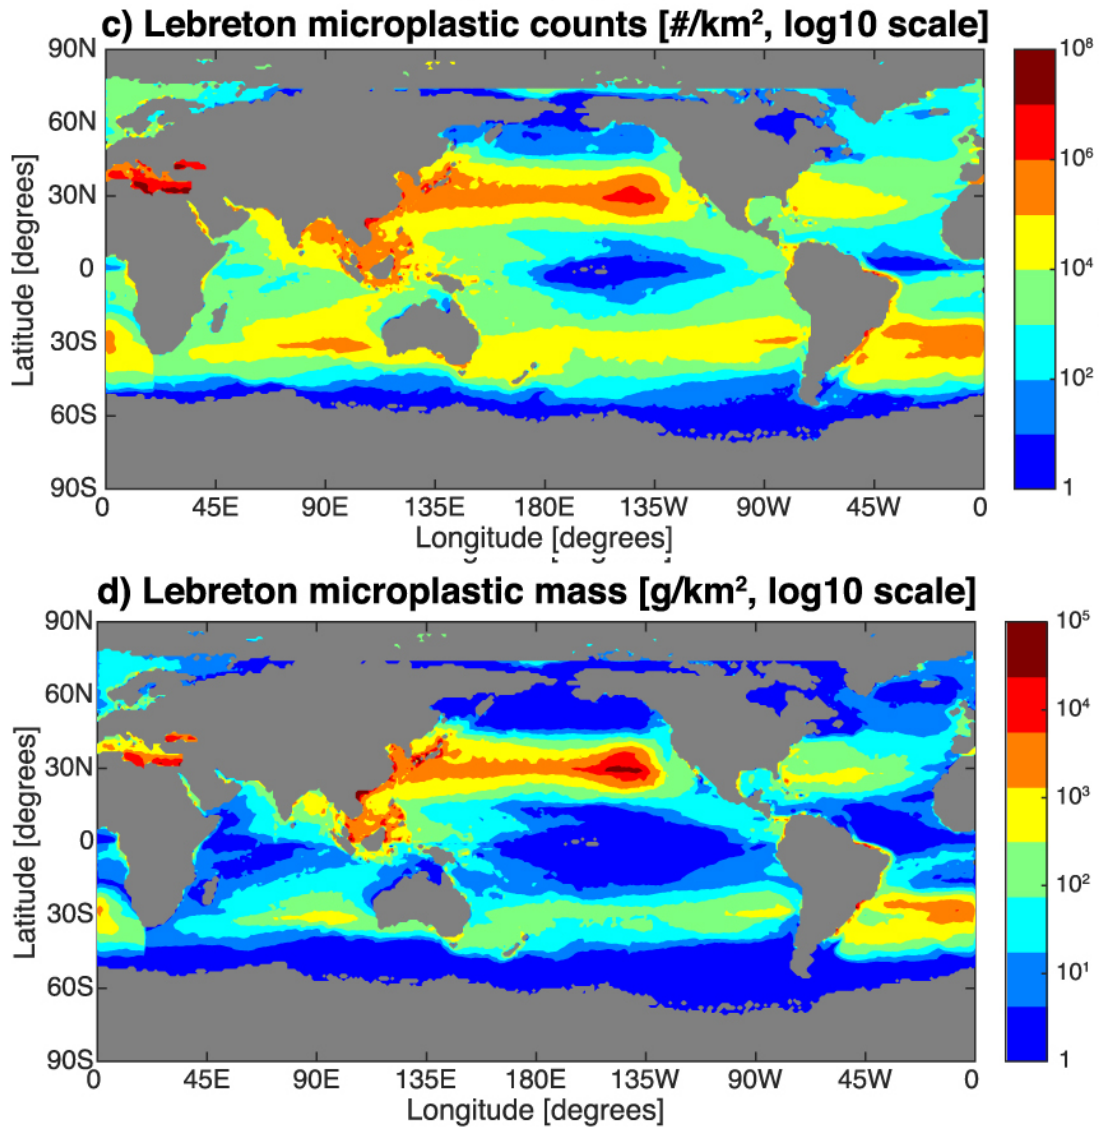 c) Lebreton microplastic counts [#/km², log10 scale]
90N
60N
30N
0
30S
60S
90S
Latitude [degrees]
0 45E 90E 135E 180E 135W 90W 45W 0
Longitude [degrees]
10⁸
10⁶
10⁴
10²
1
d) Lebreton microplastic mass [g/km², log10 scale]
90N
60N
30N
0
30S
60S
90S
Latitude [degrees]
0 45E 90E 135E 180E 135W 90W 45W 0
Longitude [degrees]
10⁵
10⁴
10³
10²
10¹
1